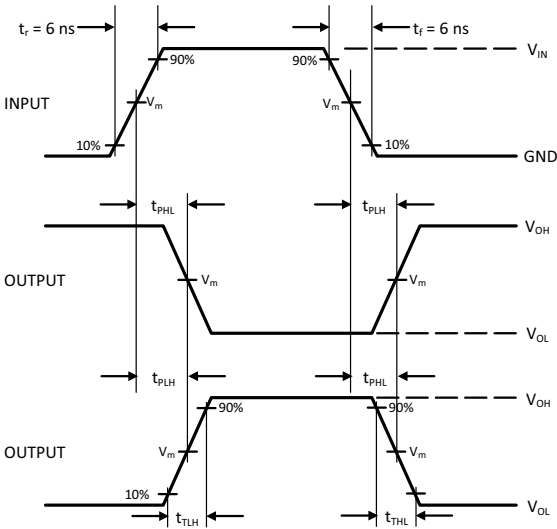 tr = 6 ns tf = 6 ns
90% 90% VIN
INPUT Vm Vm
10% 10% GND
tPHL tPLH VOH
OUTPUT Vm Vm
VOL
tPLH tPHL VOH
90% 90%
OUTPUT Vm Vm
10% VOL
tTLH tTHL